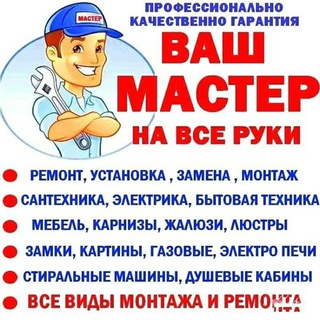 ПРОФЕССИОНАЛЬНО
КАЧЕСТВЕННО ГАРАНТИЯ
МАСТЕР
ВАШ
МАСТЕР
НА ВСЕ РУКИ
РЕМОНТ, УСТАНОВКА , ЗАМЕНА , МОНТАЖ
САНТЕХНИКА, ЭЛЕКТРИКА, БЫТОВАЯ ТЕХНИКА
МЕБЕЛЬ, КАРНИЗЫ, ЖАЛЮЗИ, ЛЮСТРЫ
ЗАМКИ, КАРТИНЫ, ГАЗОВЫЕ, ЭЛЕКТРО ПЕЧИ
СТИРАЛЬНЫЕ МАШИНЫ, ДУШЕВЫЕ КАБИНЫ
ВСЕ ВИДЫ МОНТАЖА И РЕМОНТА